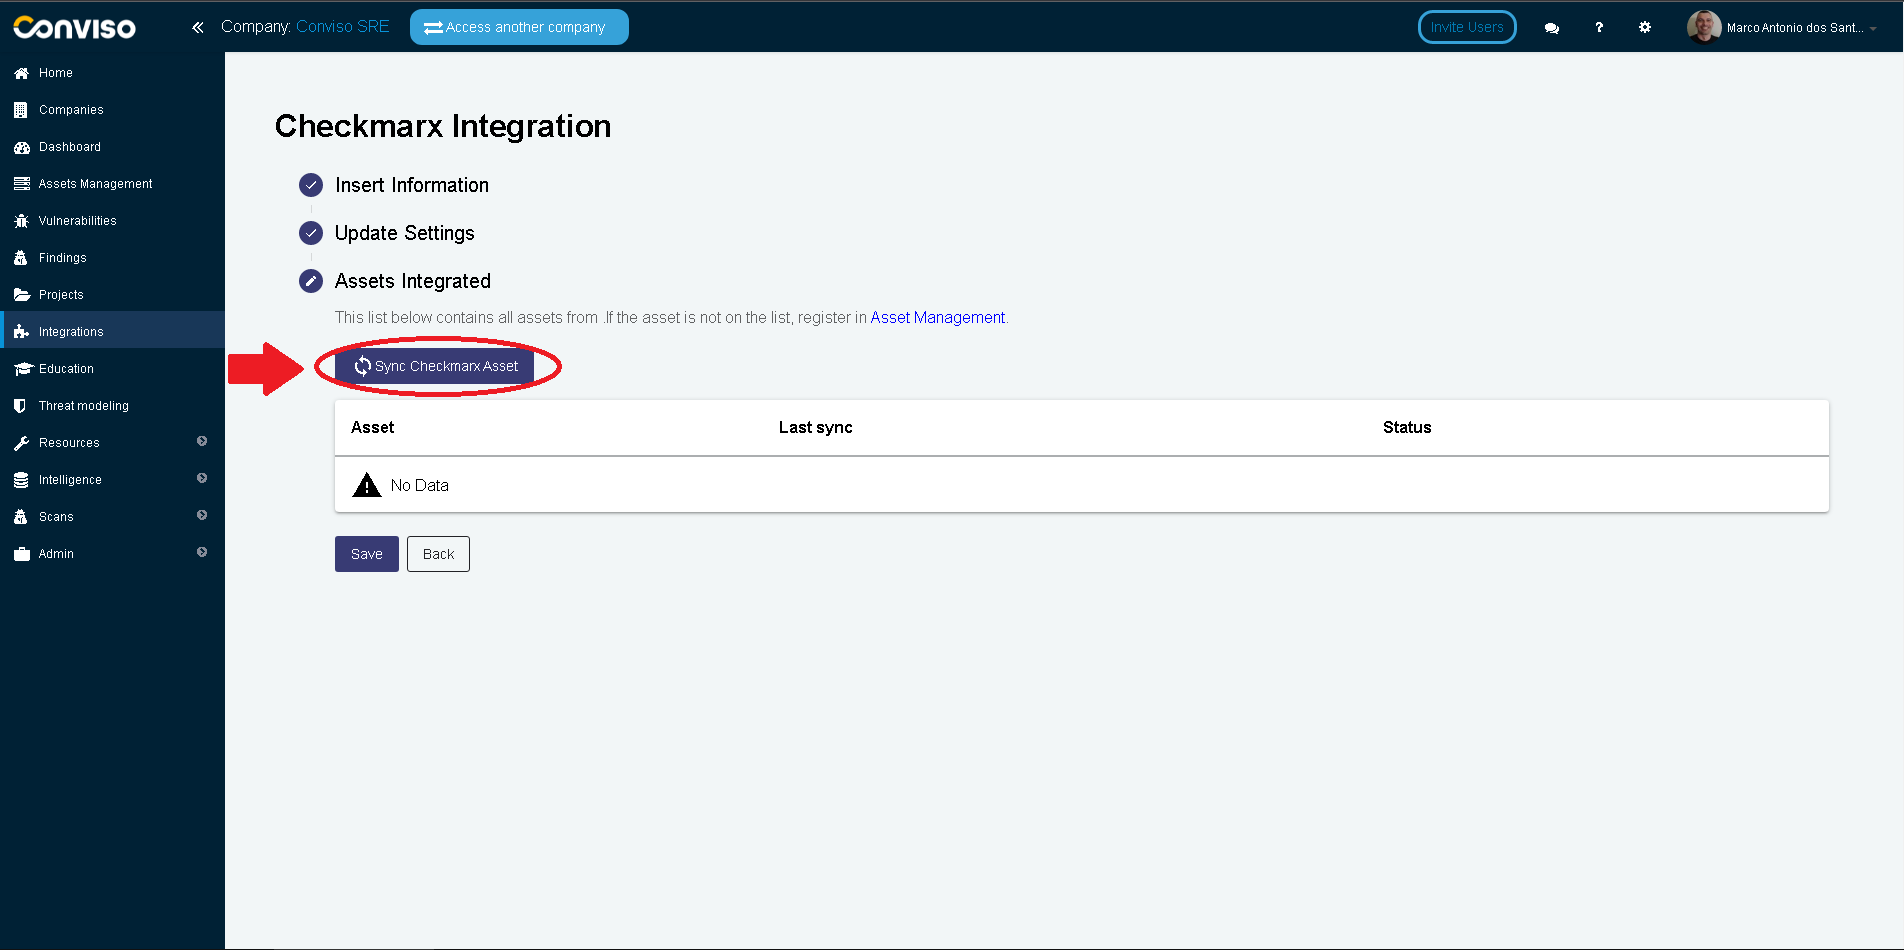 Conviso
Company: Conviso SRE
Access another company
Invite Users
?
Marco Antonio dos Sant...
Home
Companies
Dashboard
Assets Management
Vulnerabilities
Findings
Projects
Integrations
Education
Threat modeling
Resources
Intelligence
Scans
Admin
Checkmarx Integration
Insert Information
Update Settings
Assets Integrated
This list below contains all assets from .If the asset is not on the list, register in Asset Management.
Sync Checkmarx Asset
Asset Last sync Status
No Data
Save Back